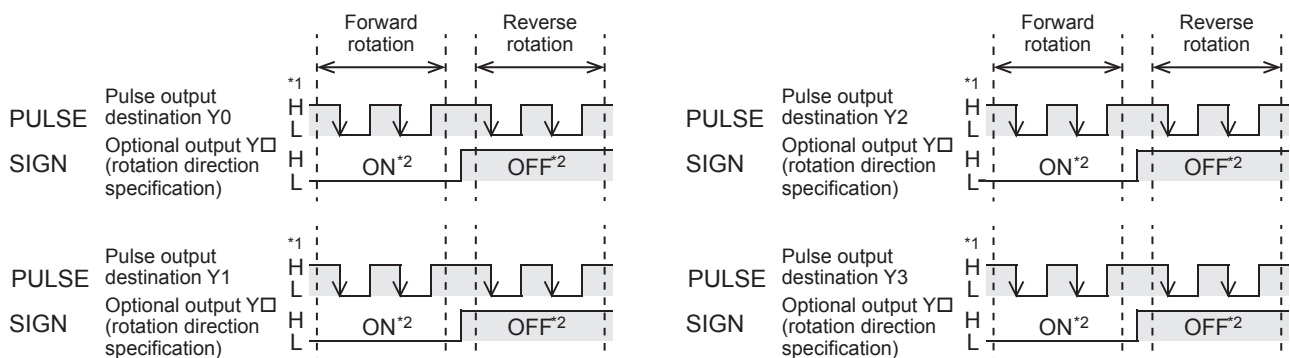 Forward
rotation
Reverse
rotation
*1
PULSE
Pulse output
destination Y0
H
L
SIGN
Optional output Y□
(rotation direction
specification)
H
L
ON*2
OFF*2
*1
PULSE
Pulse output
destination Y1
H
L
SIGN
Optional output Y□
(rotation direction
specification)
H
L
ON*2
OFF*2
Forward
rotation
Reverse
rotation
*1
PULSE
Pulse output
destination Y2
H
L
SIGN
Optional output Y□
(rotation direction
specification)
H
L
ON*2
OFF*2
*1
PULSE
Pulse output
destination Y3
H
L
SIGN
Optional output Y□
(rotation direction
specification)
H
L
ON*2
OFF*2